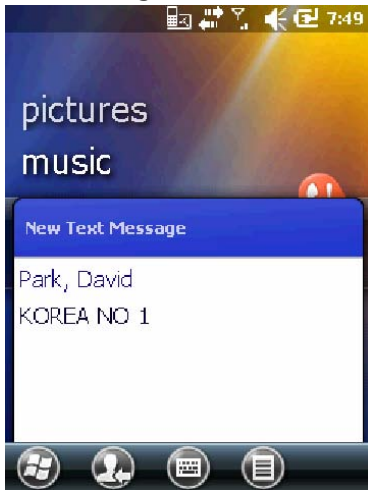 7:49
pictures
music
New Text Message
Park, David
KOREA NO 1